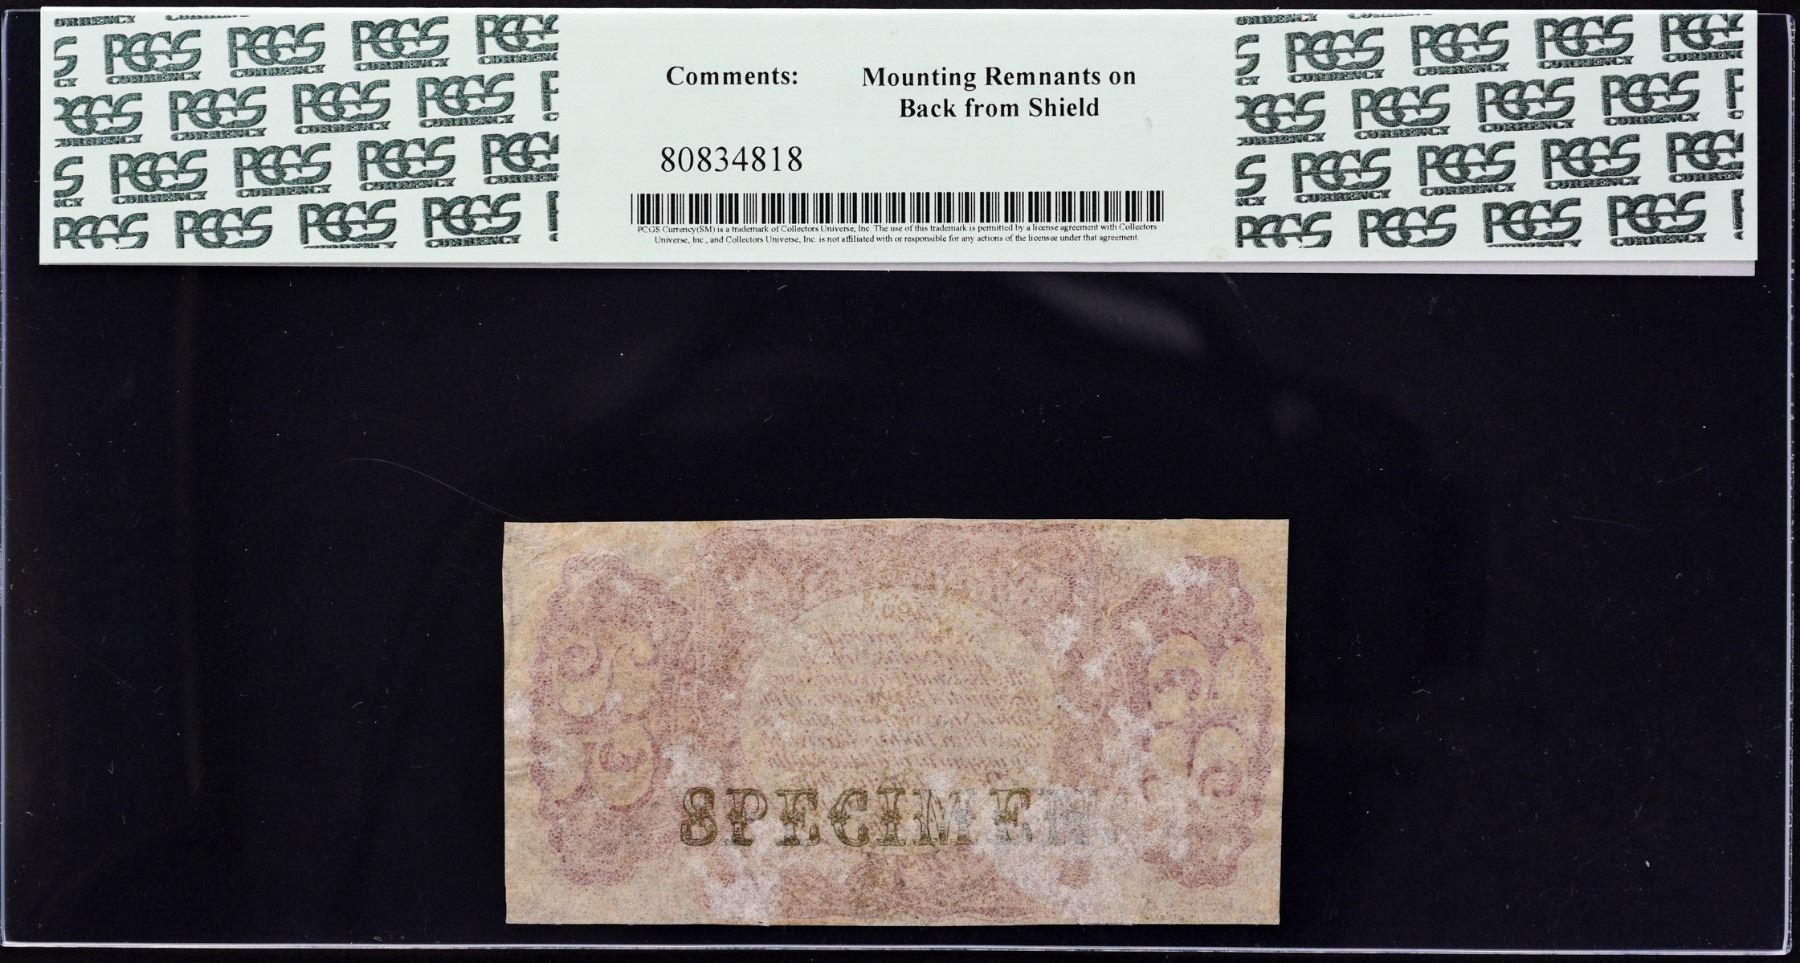 PCGS CURRENCY
Comments: Mounting Remnants on
Back from Shield
80834818
PCGS Currency(SM) is a trademark of Collectors Universe, Inc. The use of this trademark is permitted by a license agreement with Collectors
Universe, Inc., and Collectors Universe, Inc. is not affiliated with or responsible for any actions of the licensee under that agreement.
SPECIMEN.